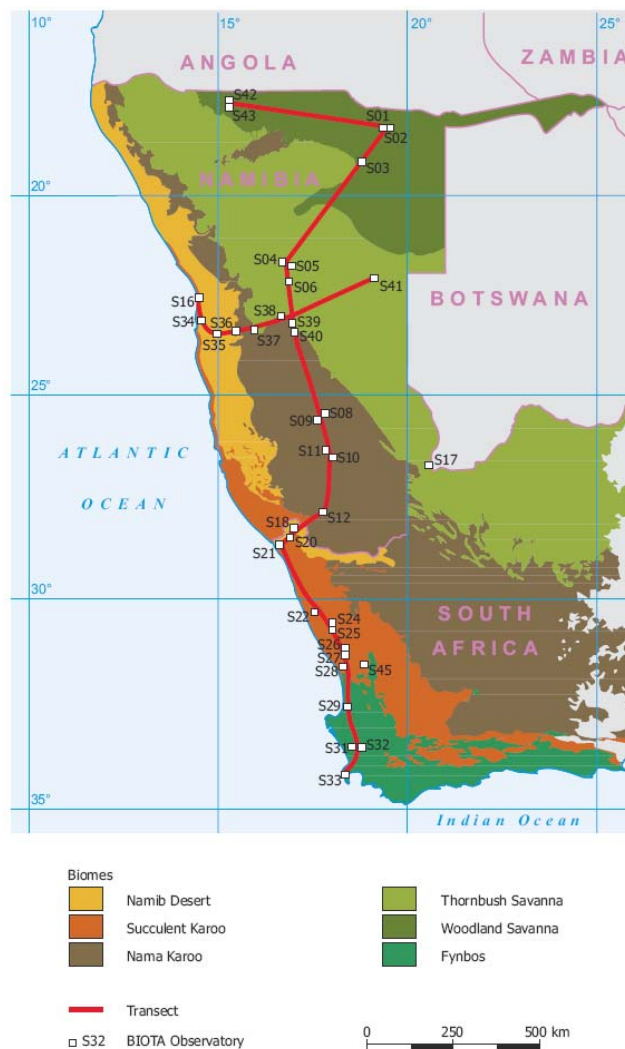 10°
15°
20°
25°
ANGOLA
ZAMBIA
S42
S43
S01
S02
S03
NAMIBIA
20°
S04
S05
S06
S41
BOTSWANA
S16
S34
S36
S38
S39
S35
S37
S40
25°
S08
S09
ATLANTIC
OCEAN
S11
S10
S17
S12
S18
S20
S21
30°
S22
S24
S25
SOUTH
AFRICA
S26
S27
S28
S45
S29
S31
S32
S33
35°
Indian Ocean
Biomes
Namib Desert
Succulent Karoo
Nama Karoo
Thornbush Savanna
Woodland Savanna
Fynbos
Transect
S32 BIOTA Observatory
0 250 500 km